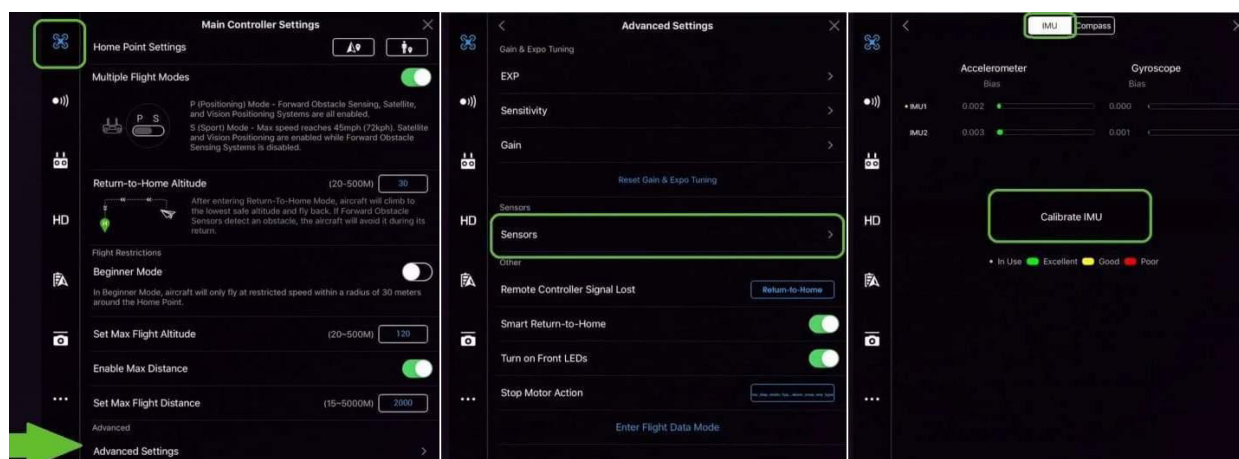 Main Controller Settings
Home Point Settings
Multiple Flight Modes
P S
P (Positioning) Mode - Forward Obstacle Sensing, Satellite,
and Vision Positioning Systems are all enabled.
S (Sport) Mode - Max speed reaches 45mph (72kph). Satellite
and Vision Positioning are enabled while Forward Obstacle
Sensing Systems is disabled.
Return-to-Home Altitude (20-500M) 30
H
After entering Return-To-Home Mode, aircraft will climb to
the lowest safe altitude and fly back. If Forward Obstacle
Sensors detect an obstacle, the aircraft will avoid it during its
return.
HD
Flight Restrictions
Beginner Mode
In Beginner Mode, aircraft will only fly at restricted speed within a radius of 30 meters
around the Home Point.
Set Max Flight Altitude (20~500M) 120
Enable Max Distance
Set Max Flight Distance (15~5000M) 2000
Advanced
Advanced Settings
Advanced Settings
Gain & Expo Tuning
EXP
Sensitivity
Gain
Reset Gain & Expo Tuning
Sensors
HD
Sensors
Other
Remote Controller Signal Lost Return-to-Home
Smart Return-to-Home
Turn on Front LEDs
Stop Motor Action
Enter Flight Data Mode
IMU Compass
Accelerometer Gyroscope
Bias Bias
• IMU1 0.002 0.000
IMU2 0.003 0.001
HD
Calibrate IMU
• In Use Excellent Good Poor